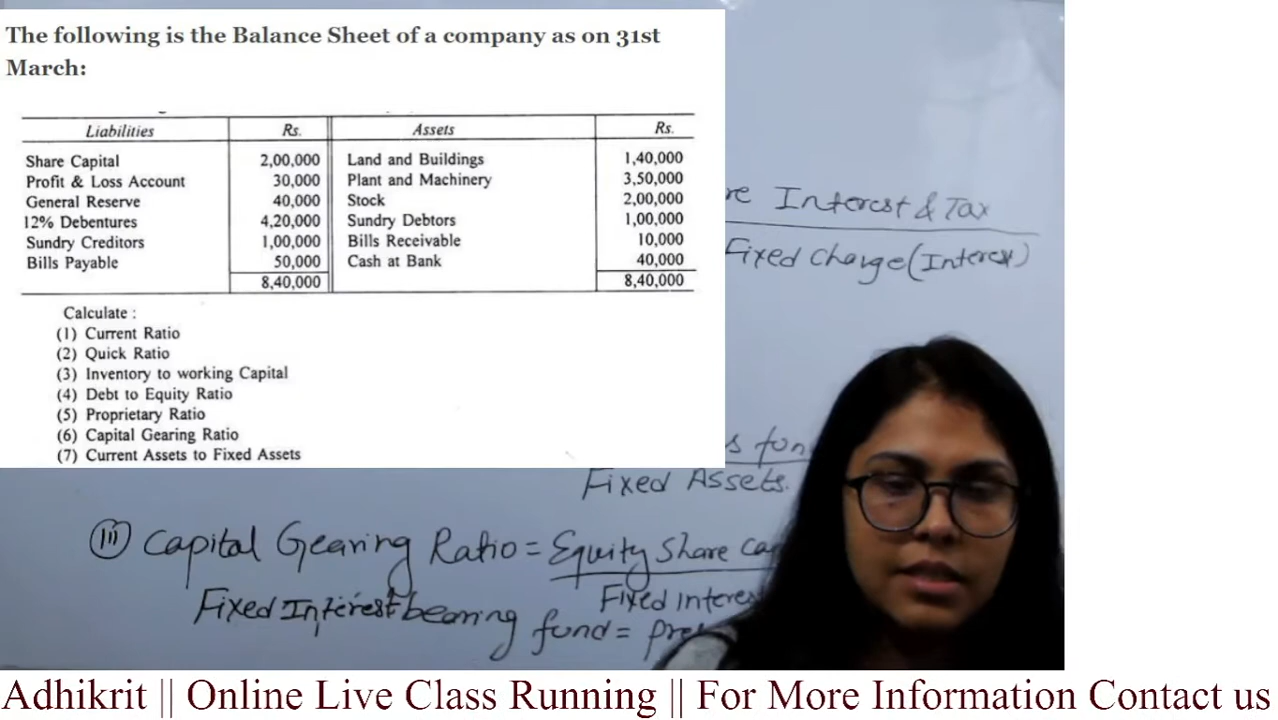 The following is the Balance Sheet of a company as on 31st
March:
Liabilities Rs. Assets Rs.
Share Capital 2,00,000 Land and Buildings 1,40,000
Profit & Loss Account 30,000 Plant and Machinery 3,50,000
General Reserve 40,000 Stock 2,00,000
12% Debentures 4,20,000 Sundry Debtors 1,00,000
Sundry Creditors 1,00,000 Bills Receivable 10,000
Bills Payable 50,000 Cash at Bank 40,000
8,40,000 8,40,000
Calculate :
(1) Current Ratio
(2) Quick Ratio
(3) Inventory to working Capital
(4) Debt to Equity Ratio
(5) Proprietary Ratio
(6) Capital Gearing Ratio
(7) Current Assets to Fixed Assets
Interest & Tax
Fixed Charge (Interest)
Fixed Assets.
(III) Capital Gearing Ratio = Equity Share
Fixed
Fixed Interest bearing fund =
Adhikrit || Online Live Class Running || For More Information Contact us